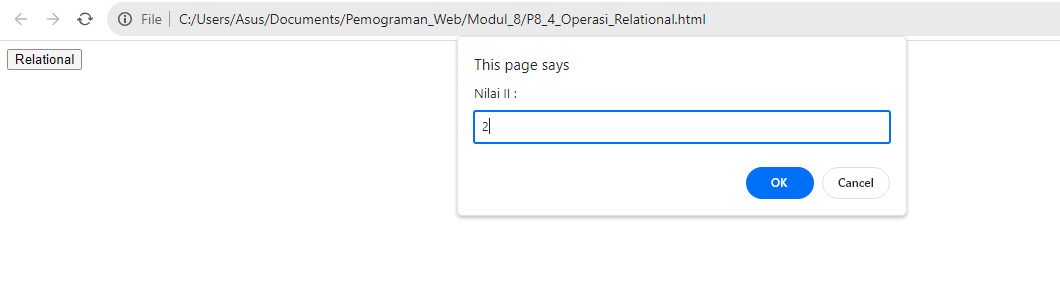 File C:/Users/Asus/Documents/Pemograman_Web/Modul_8/P8_4_Operasi_Relational.html
Relational
This page says
Nilai II :
2
OK Cancel